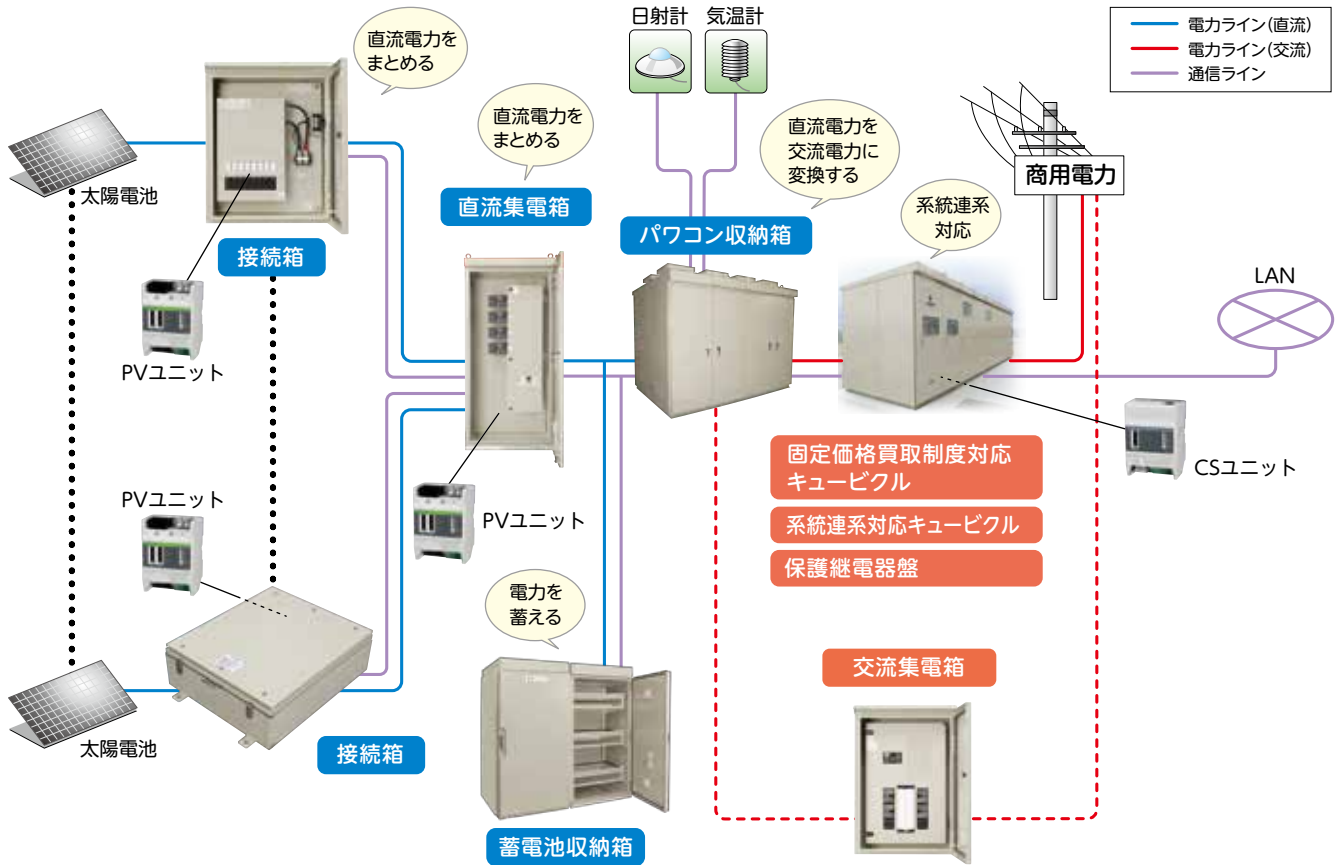 日射計
気温計
電力ライン(直流)
電力ライン(交流)
通信ライン
直流電力を
まとめる
直流電力を
まとめる
直流電力を
交流電力に
変換する
商用電力
太陽電池
直流集電箱
パワコン収納箱
系統連系
対応
接続箱
LAN
PVユニット
固定価格買取制度対応
キュービクル
CSユニット
PVユニット
PVユニット
系統連系対応キュービクル
保護継電器盤
電力を
蓄える
交流集電箱
太陽電池
接続箱
蓄電池収納箱